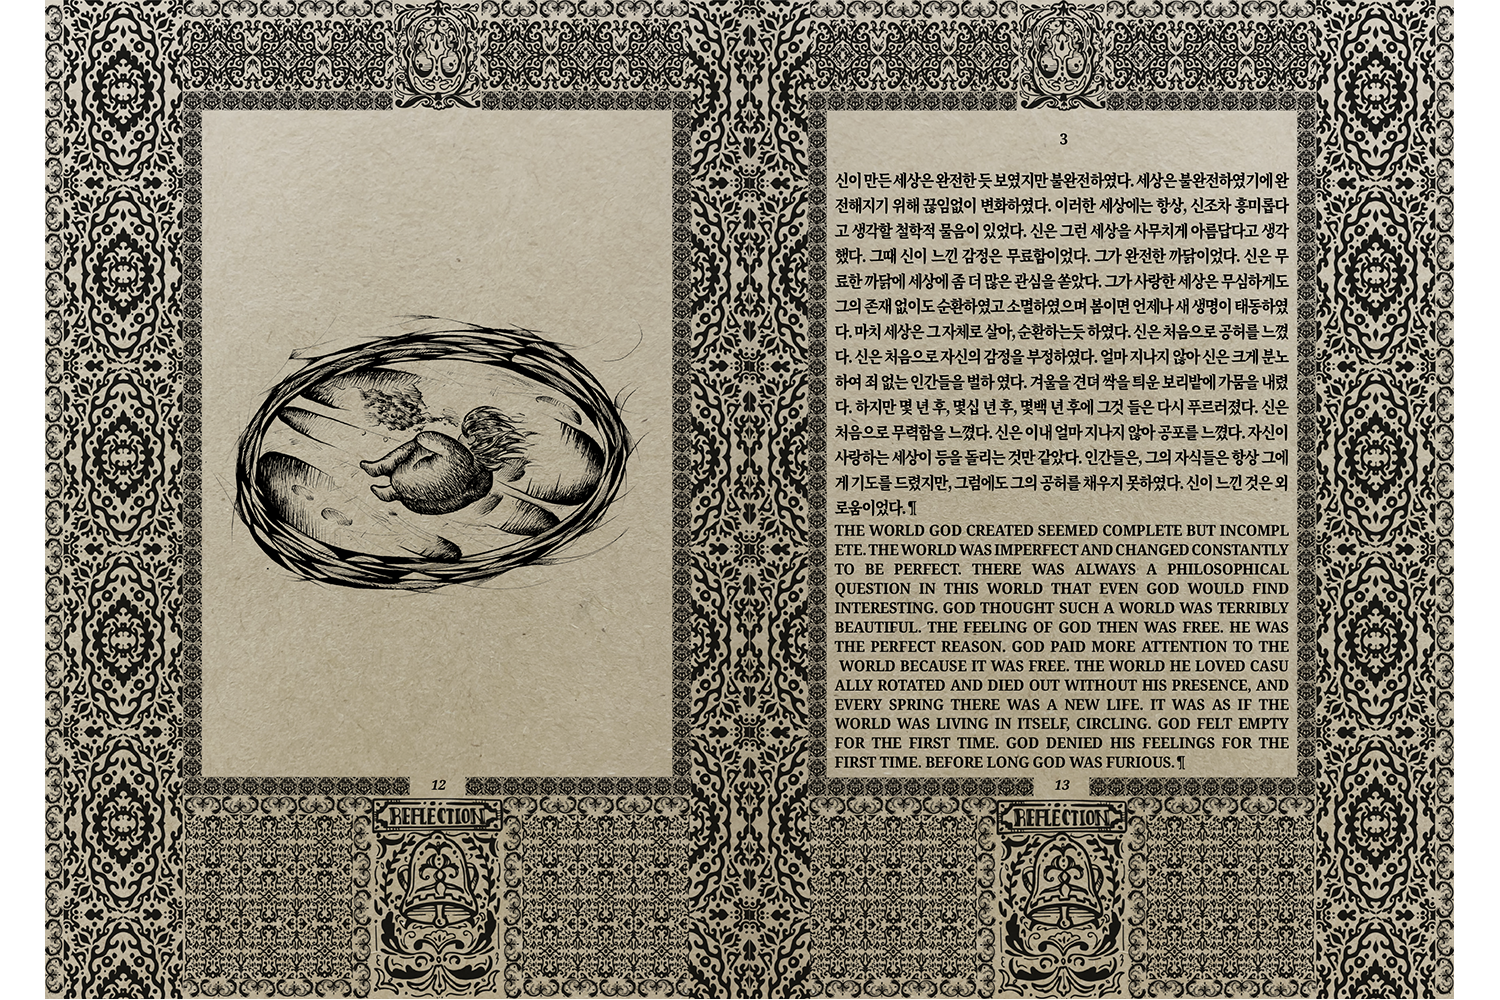 3
신이 만든 세상은 완전한 듯 보였지만 불완전하였다. 세상은 불완전하였기에 완
전해지기 위해 끊임없이 변화하였다. 이러한 세상에는 항상, 신조차 흥미롭다
고 생각할 철학적 물음이 있었다. 신은 그런 세상을 사무치게 아름답다고 생각
했다. 그때 신이 느낀 감정은 무료함이었다. 그가 완전한 까닭이었다. 신은 무
료한 까닭에 세상에 좀 더 많은 관심을 쏟았다. 그가 사랑한 세상은 무심하게도
그의 존재 없이도 순환하였고 소멸하였으며 봄이면 언제나 새 생명이 태동하였
다. 마치 세상은 그 자체로 살아, 순환하는듯 하였다. 신은 처음으로 공허를 느꼈
다. 신은 처음으로 자신의 감정을 부정하였다. 얼마 지나지 않아 신은 크게 분노
하여 죄 없는 인간들을 벌하 였다. 겨울을 견뎌 싹을 틔운 보리밭에 가뭄을 내렸
다. 하지만 몇 년 후, 몇십 년 후, 몇백 년 후에 그것 들은 다시 푸르러졌다. 신은
처음으로 무력함을 느꼈다. 신은 이내 얼마 지나지 않아 공포를 느꼈다. 자신이
사랑하는 세상이 등을 돌리는 것만 같았다. 인간들은, 그의 자식들은 항상 그에
게 기도를 드렸지만, 그럼에도 그의 공허를 채우지 못하였다. 신이 느낀 것은 외
로움이었다.¶
THE WORLD GOD CREATED SEEMED COMPLETE BUT INCOMPL
ETE. THE WORLD WAS IMPERFECT AND CHANGED CONSTANTLY
TO BE PERFECT. THERE WAS ALWAYS A PHILOSOPHICAL
QUESTION IN THIS WORLD THAT EVEN GOD WOULD FIND
INTERESTING. GOD THOUGHT SUCH A WORLD WAS TERRIBLY
BEAUTIFUL. THE FEELING OF GOD THEN WAS FREE. HE WAS
THE PERFECT REASON. GOD PAID MORE ATTENTION TO THE
WORLD BECAUSE IT WAS FREE. THE WORLD HE LOVED CASU
ALLY ROTATED AND DIED OUT WITHOUT HIS PRESENCE, AND
EVERY SPRING THERE WAS A NEW LIFE. IT WAS AS IF THE
WORLD WAS LIVING IN ITSELF, CIRCLING. GOD FELT EMPTY
FOR THE FIRST TIME. GOD DENIED HIS FEELINGS FOR THE
FIRST TIME. BEFORE LONG GOD WAS FURIOUS.¶
12
13
REFLECTION
REFLECTION